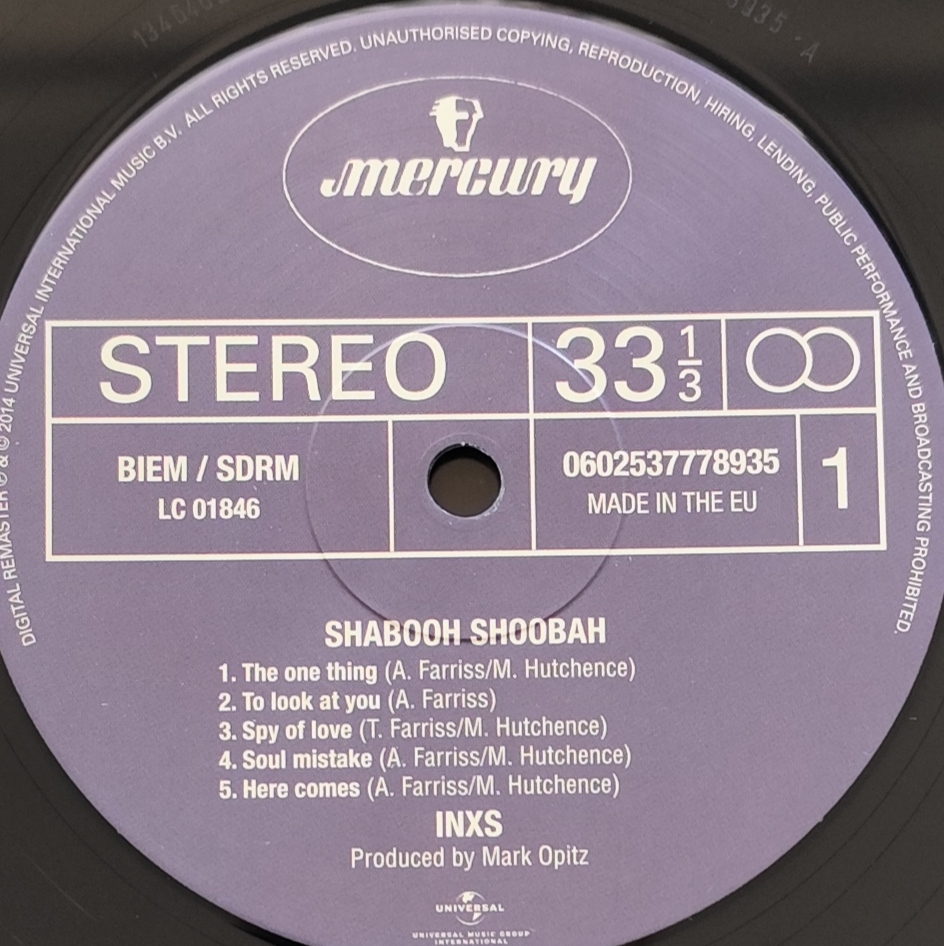 DIGITAL REMASTER ℗ & © 2014 UNIVERSAL INTERNATIONAL MUSIC B.V. ALL RIGHTS RESERVED. UNAUTHORISED COPYING, REPRODUCTION, HIRING, LENDING, PUBLIC PERFORMANCE AND BROADCASTING PROHIBITED.
mercury
STEREO 33 1/3
BIEM / SDRM 0602537778935 1
LC 01846 MADE IN THE EU
SHABOOH SHOOBAH
1. The one thing (A. Farriss/M. Hutchence)
2. To look at you (A. Farriss)
3. Spy of love (T. Farriss/M. Hutchence)
4. Soul mistake (A. Farriss/M. Hutchence)
5. Here comes (A. Farriss/M. Hutchence)
INXS
Produced by Mark Opitz
UNIVERSAL
UNIVERSAL MUSIC GROUP
INTERNATIONAL